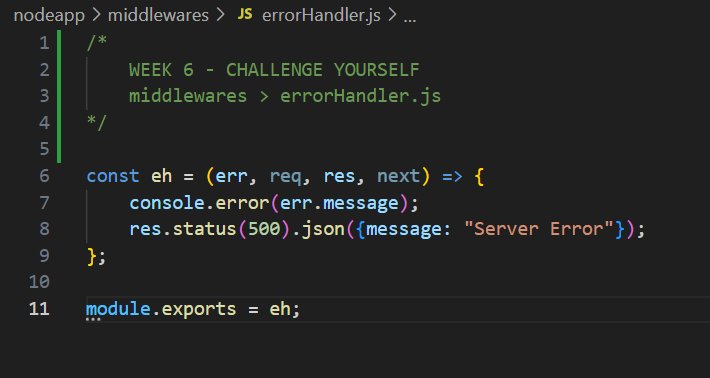 nodeapp > middlewares > JS errorHandler.js > ...
1 /*
2     WEEK 6 - CHALLENGE YOURSELF
3     middlewares > errorHandler.js
4 */
5
6 const eh = (err, req, res, next) => {
7     console.error(err.message);
8     res.status(500).json({message: "Server Error"});
9 };
10
11 module.exports = eh;